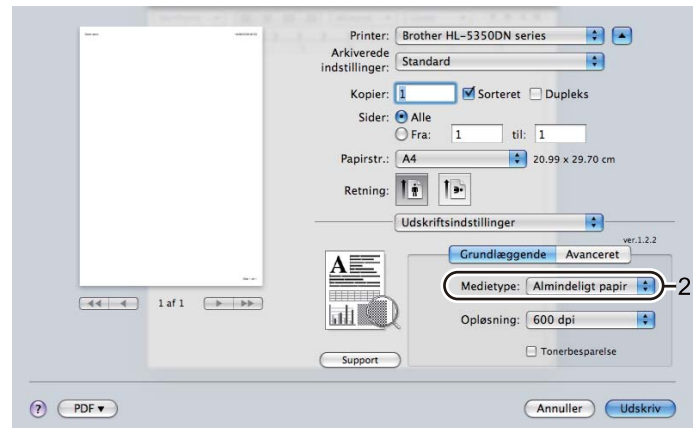 Printer: Brother HL-5350DN series
Arkiverede indstillinger: Standard
Kopier: 1 Sorteret Dupleks
Sider: Alle
Fra: 1 til: 1
Papirstr.: A4 20.99 x 29.70 cm
Retning:
Udskriftsindstillinger
ver.1.2.2
Grundlæggende Avanceret
Medietype: Almindeligt papir 2
Opløsning: 600 dpi
Tonerbesparelse
1 af 1
A
Support
? PDF Annuller Udskriv